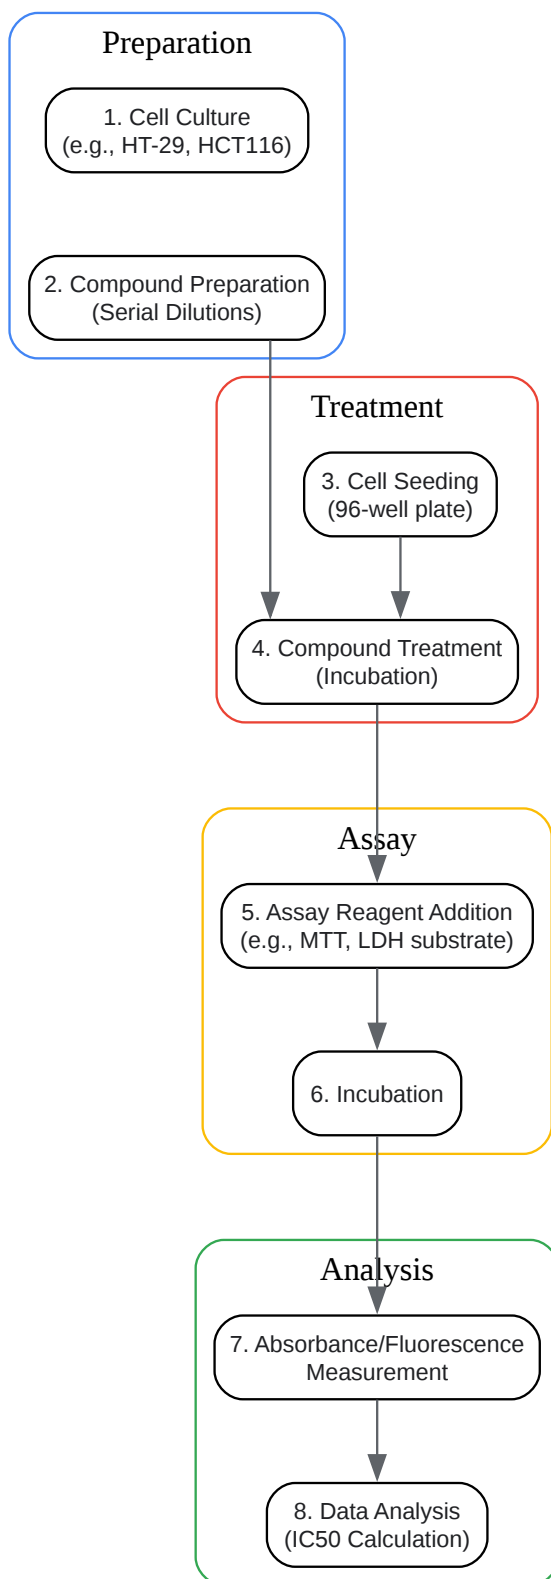 Preparation
1. Cell Culture
(e.g., HT-29, HCT116)
2. Compound Preparation
(Serial Dilutions)
Treatment
3. Cell Seeding
(96-well plate)
4. Compound Treatment
(Incubation)
Assay
5. Assay Reagent Addition
(e.g., MTT, LDH substrate)
6. Incubation
Analysis
7. Absorbance/Fluorescence
Measurement
8. Data Analysis
(IC50 Calculation)